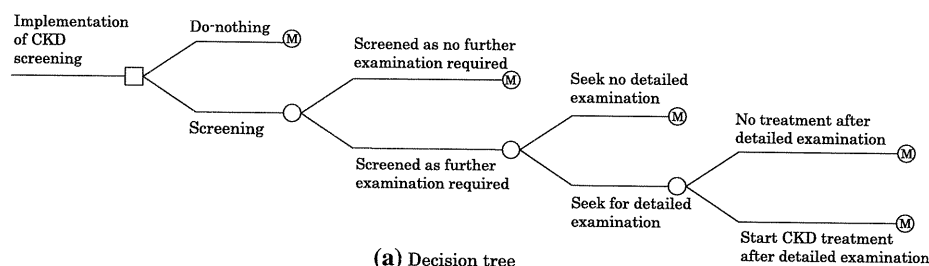 Implementation
of CKD
screening
Do-nothing
M
Screening
Screened as no further
examination required
M
Screened as further
examination required
Seek no detailed
examination
M
Seek for detailed
examination
No treatment after
detailed examination
M
M
Start CKD treatment
after detailed examination
(a) Decision tree